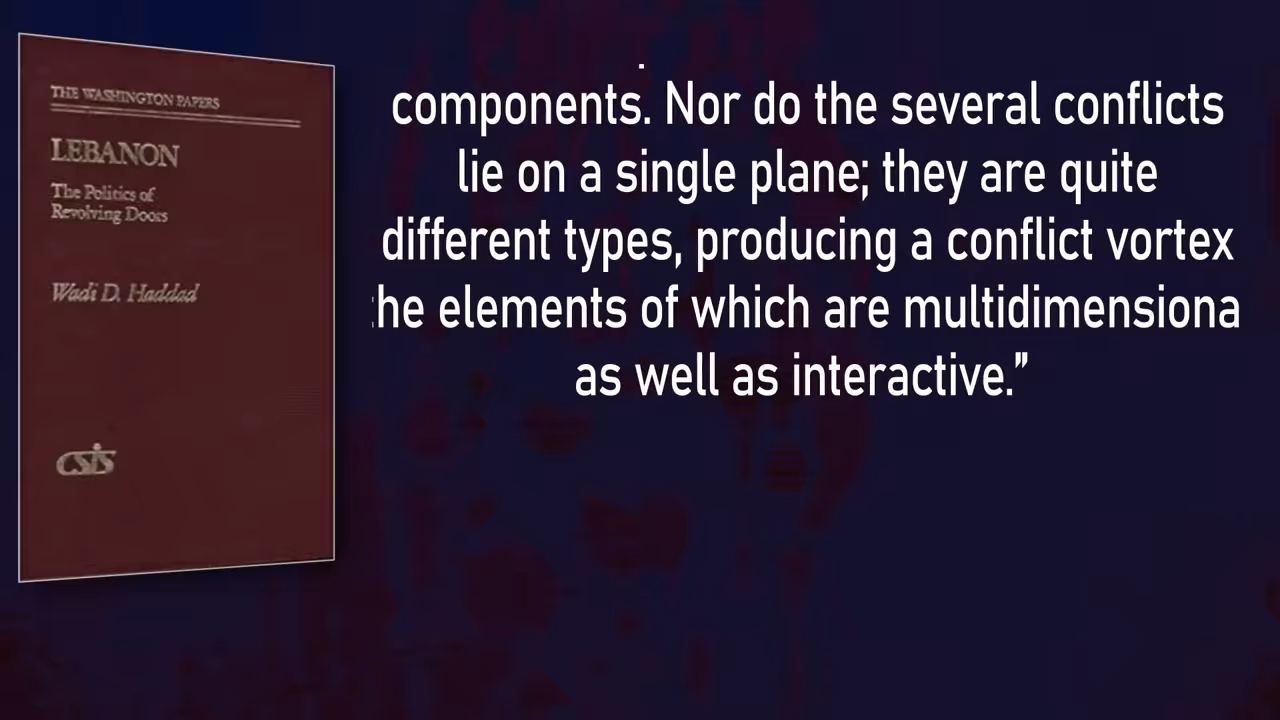 THE WASHINGTON PAPERS
LEBANON
The Politics of
Revolving Doors
Wadi D. Haddad
csis
components. Nor do the several conflicts
lie on a single plane; they are quite
different types, producing a conflict vortex
he elements of which are multidimensiona
as well as interactive.”